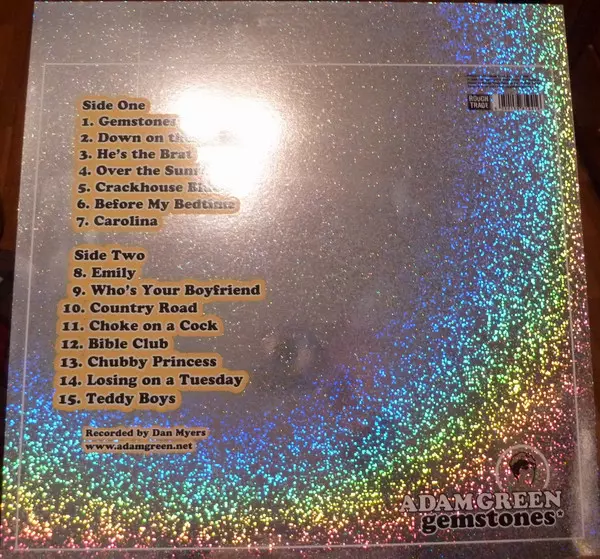 Side One
1. Gemstones
2. Down on the
3. He's the Brat
4. Over the
5. Crackhouse
6. Before My Bedtime
7. Carolina
Side Two
8. Emily
9. Who's Your Boyfriend
10. Country Road
11. Choke on a Cock
12. Bible Club
13. Chubby Princess
14. Losing on a Tuesday
15. Teddy Boys
Recorded by Dan Myers
www.adamgreen.net
ROUGH
TRADE
ADAM GREEN
gemstones*